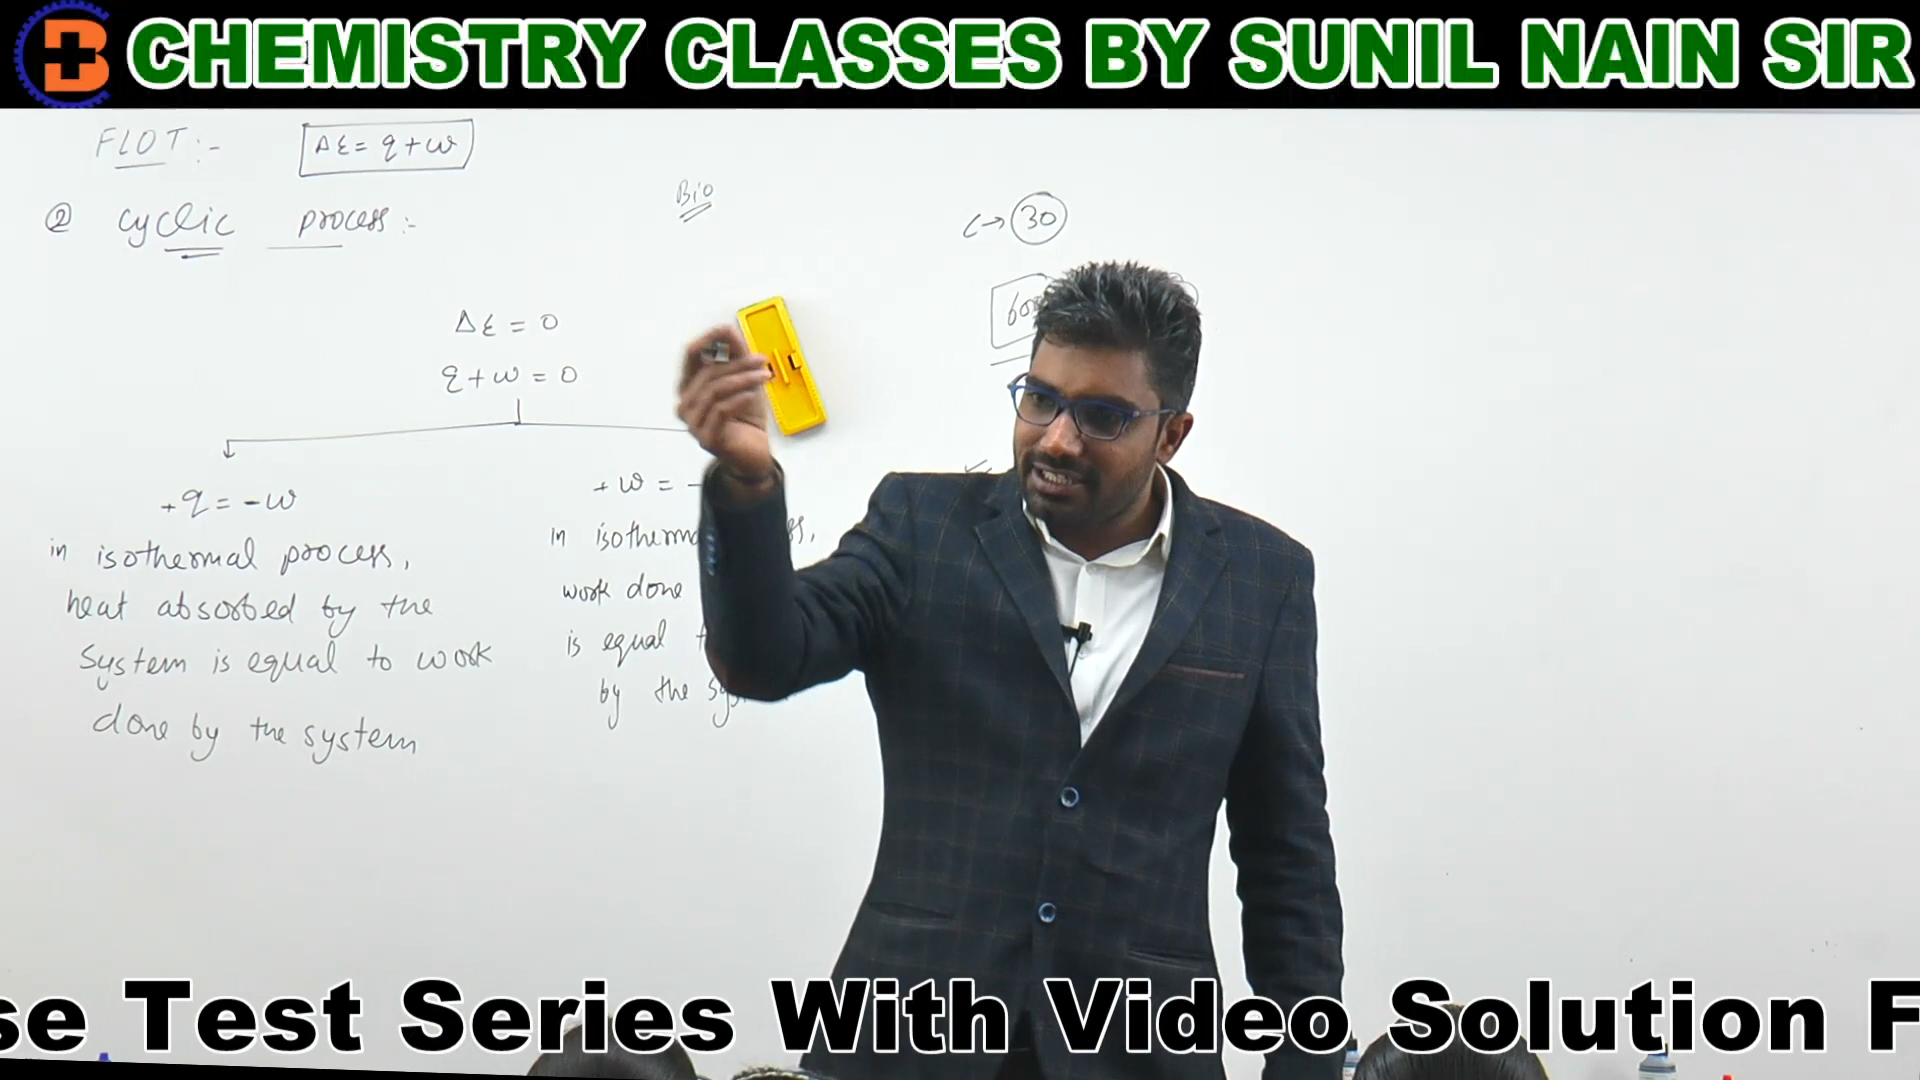 CHEMISTRY CLASSES BY SUNIL NAIN SIR
FLOT :- ΔE = q + w
② cyclic process :-
Bio
30
ΔE = 0
q + w = 0
+q = -w
in isothermal process,
heat absorbed by the
system is equal to work
done by the system
+w = -
in isotherma
work done
is equal t
by the sy
60
se Test Series With Video Solution F